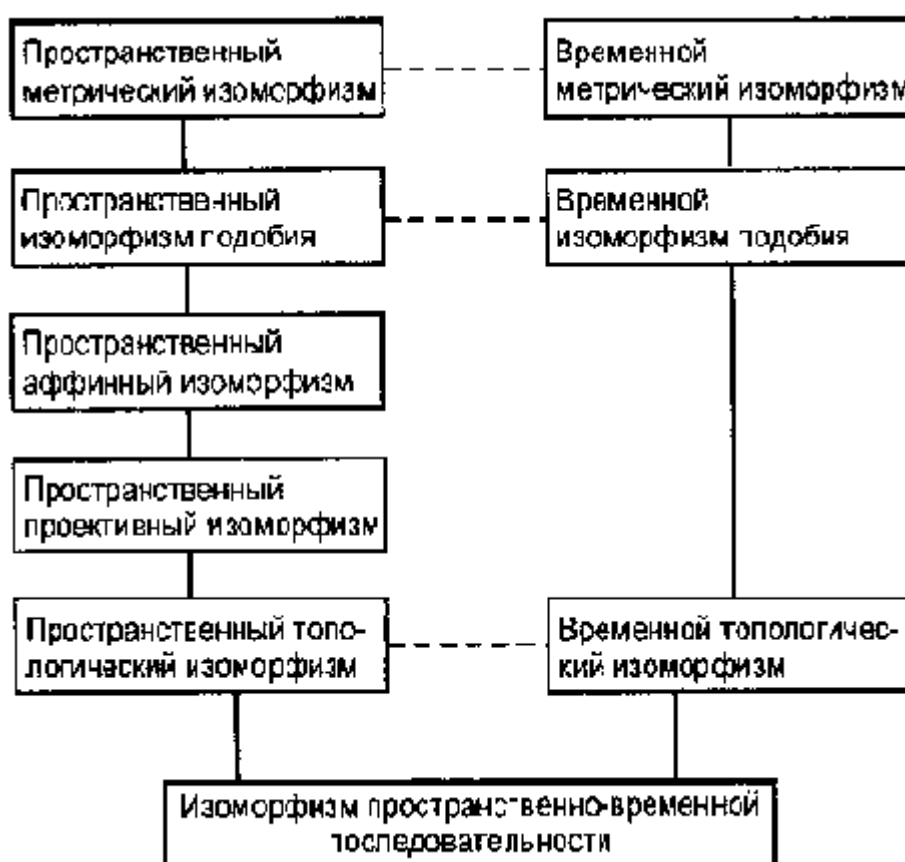 Пространственный
метрический изоморфизм
Временной
метрический изоморфизм
Пространственный
изоморфизм подобия
Временной
изоморфизм подобия
Пространственный
аффинный изоморфизм
Пространственный
проективный изоморфизм
Пространственный топо-
логический изоморфизм
Временной топологичес-
кий изоморфизм
Изоморфизм пространственно-временной
последовательности